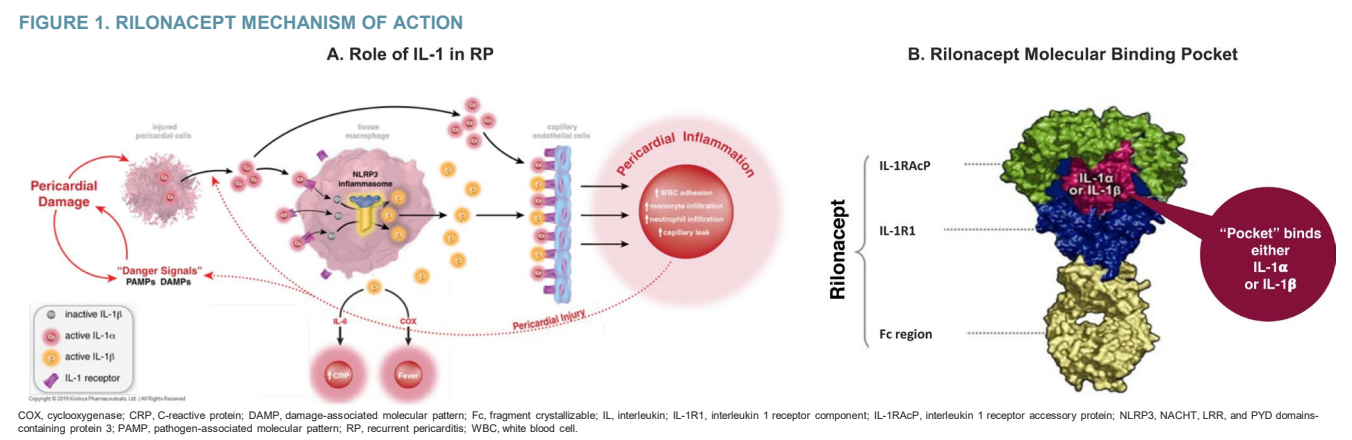 FIGURE 1. RILONACEPT MECHANISM OF ACTION
A. Role of IL-1 in RP
injured
pericardial cells
tissue
macrophage
capillary
endothelial cells
Pericardial
Damage
NLRP3
inflammasome
"Danger Signals"
PAMPs DAMPs
Pericardial Inflammation
WBC adhesion
monocyte infiltration
neutrophil infiltration
capillary leak
Pericardial Injury
IL-6
COX
CRP
Fever
inactive IL-1β
active IL-1α
active IL-1β
IL-1 receptor
Copyright © 2019 Kiniksa Pharmaceuticals, Ltd. | All Rights Reserved
B. Rilonacept Molecular Binding Pocket
Rilonacept
IL-1RAcP
IL-1R1
Fc region
IL-1α
or IL-1β
“Pocket” binds
either
IL-1α
or IL-1β
COX, cyclooxygenase; CRP, C-reactive protein; DAMP, damage-associated molecular pattern; Fc, fragment crystallizable; IL, interleukin; IL-1R1, interleukin 1 receptor component; IL-1RAcP, interleukin 1 receptor accessory protein; NLRP3, NACHT, LRR, and PYD domains-
containing protein 3; PAMP, pathogen-associated molecular pattern; RP, recurrent pericarditis; WBC, white blood cell.